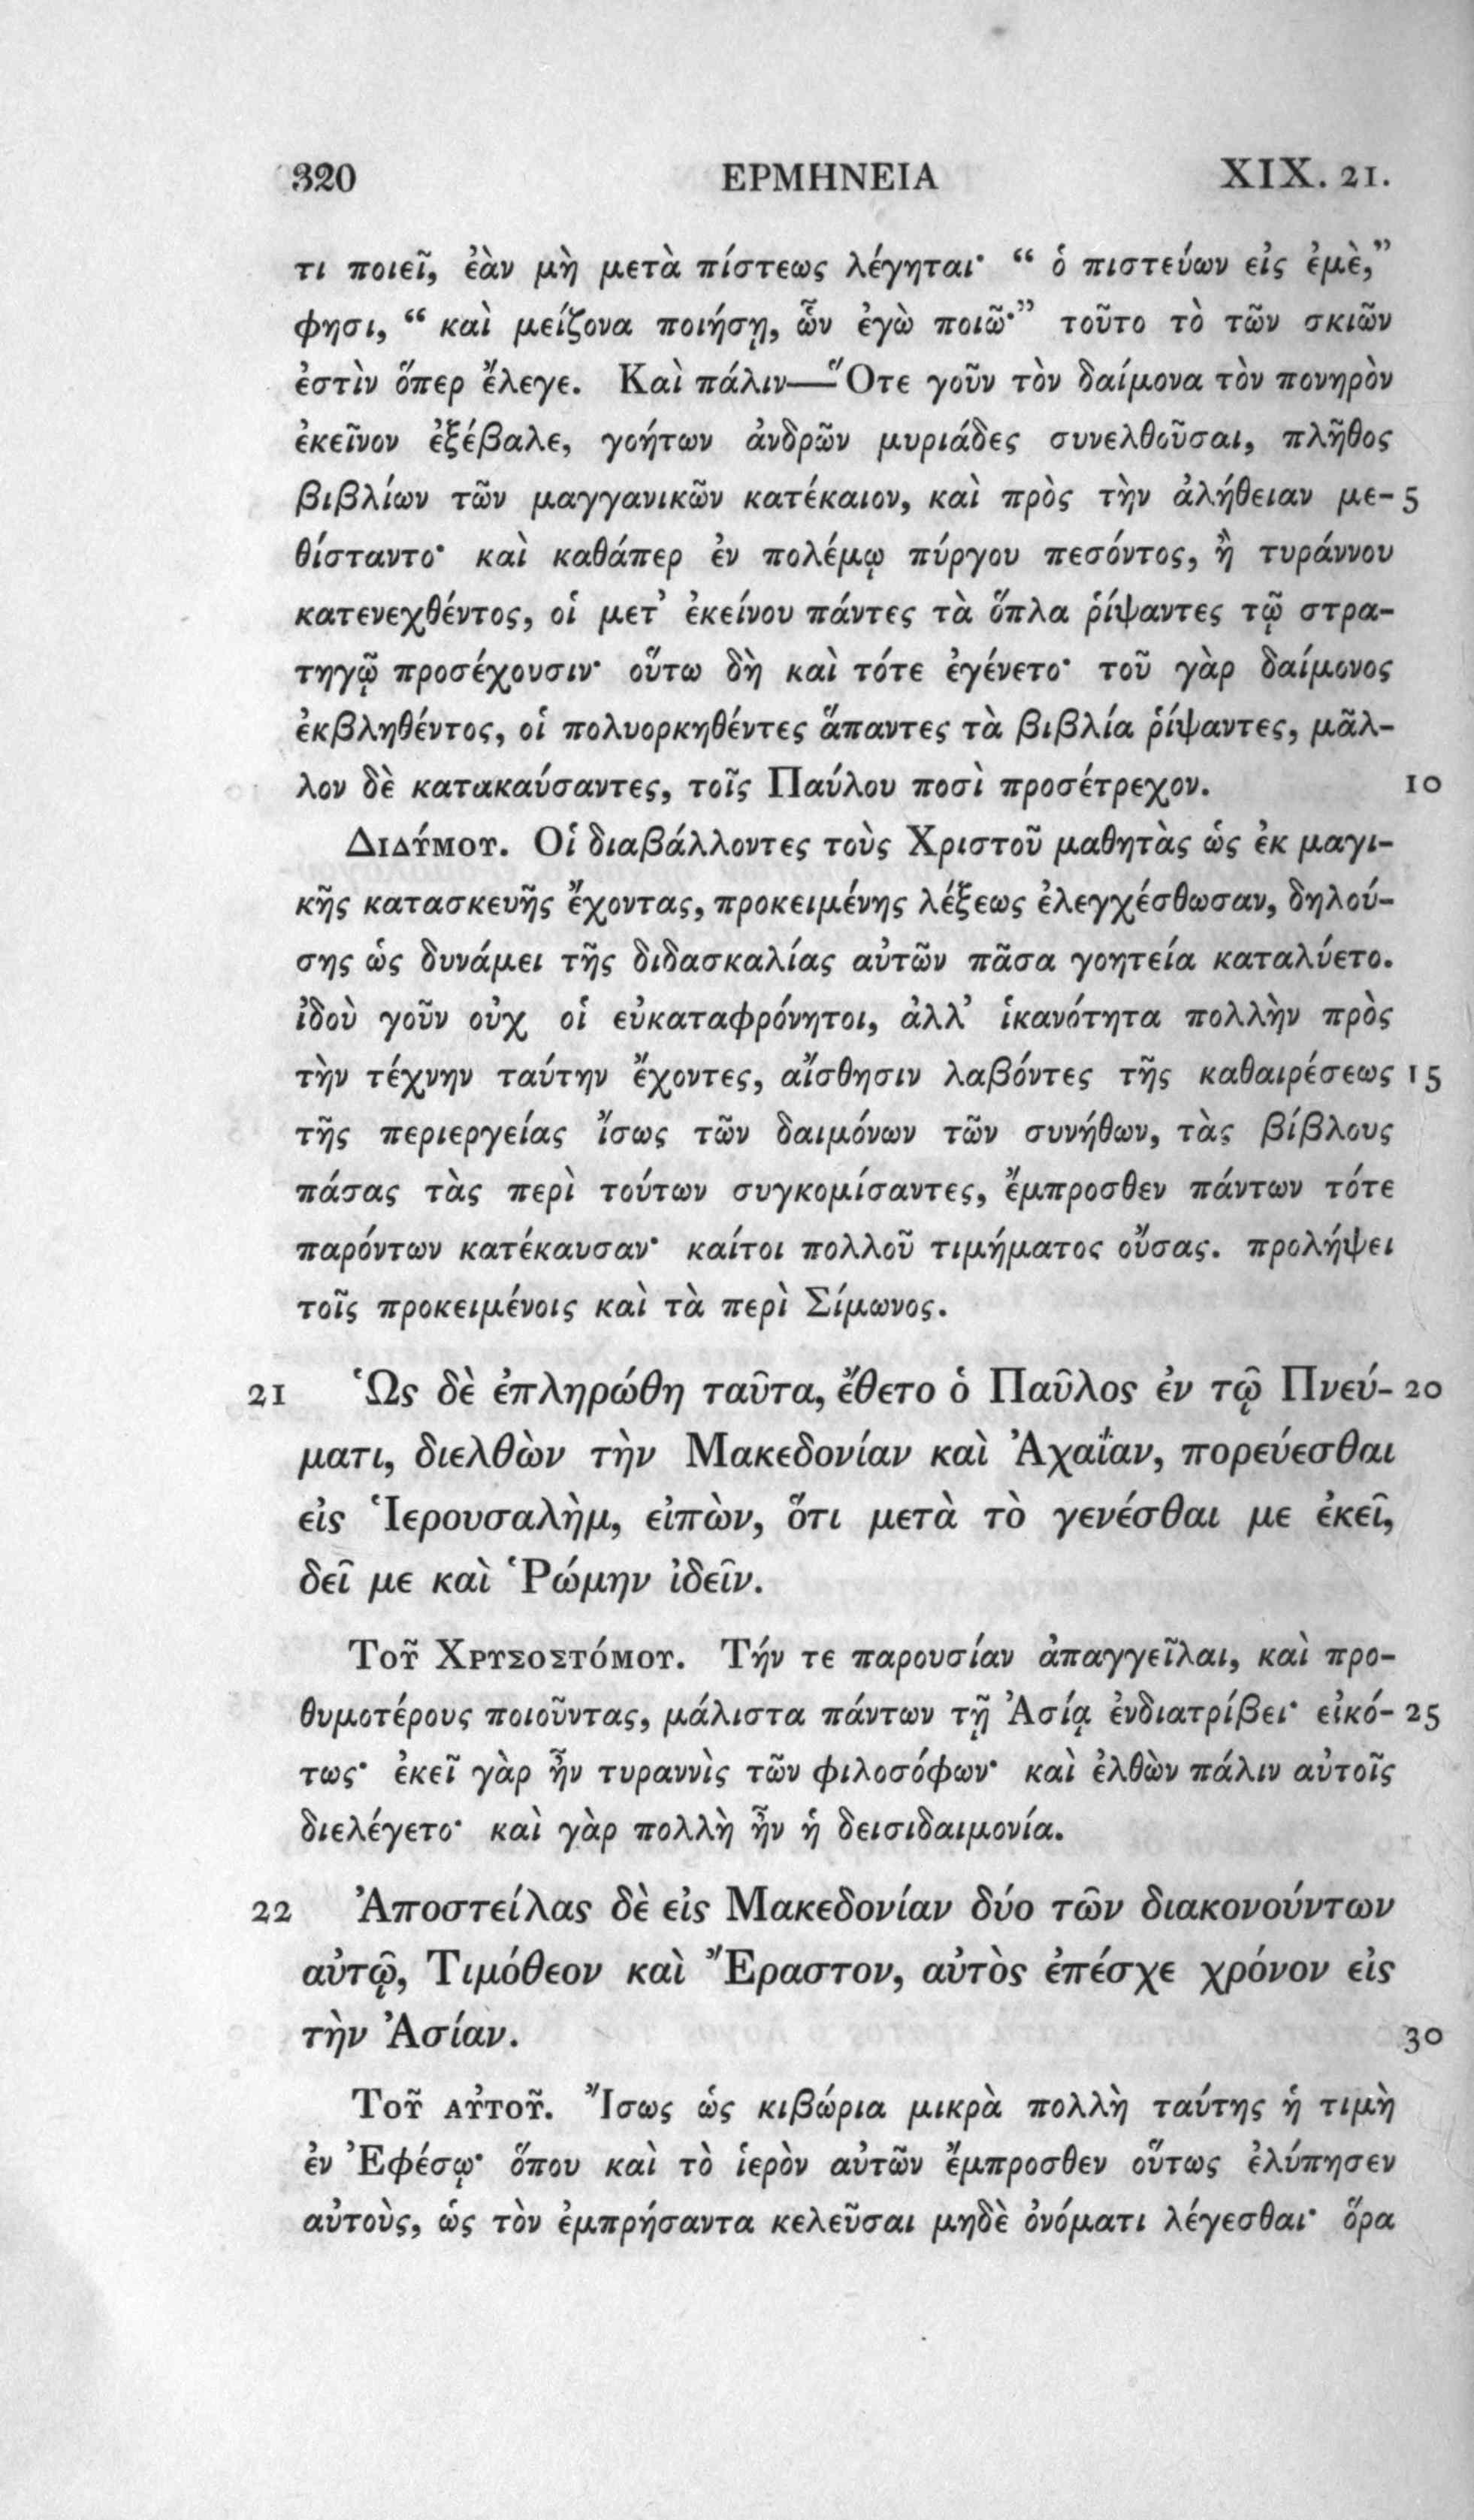 320 ΕΡΜΗΝΕΙΑ XIX. 21.
τι ποιεῖ, ἐὰν μὴ μετὰ πίστεως λέγηται· “ ὁ πιστεύων εἰς ἐμὲ,”
φησι, “ καὶ μείζονα ποιήσῃ, ὧν ἐγὼ ποιῶ·” τοῦτο τὸ τῶν σκιῶν
ἐστὶν ὅπερ ἔλεγε. Καὶ πάλιν—Ὅτε γοῦν τὸν δαίμονα τὸν πονηρὸν
ἐκεῖνον ἐξέβαλε, γοήτων ἀνδρῶν μυριάδες συνελθοῦσαι, πλῆθος
βιβλίων τῶν μαγγανικῶν κατέκαιον, καὶ πρὸς τὴν ἀλήθειαν με- 5
θίσταντο· καὶ καθάπερ ἐν πολέμῳ πύργου πεσόντος, ἢ τυράννου
κατενεχθέντος, οἱ μετ’ ἐκείνου πάντες τὰ ὅπλα ῥίψαντες τῷ στρα-
τηγῷ προσέχουσιν· οὕτω δὴ καὶ τότε ἐγένετο· τοῦ γὰρ δαίμονος
ἐκβληθέντος, οἱ πολυορκηθέντες ἅπαντες τὰ βιβλία ῥίψαντες, μᾶλ-
λον δὲ κατακαύσαντες, τοῖς Παύλου ποσὶ προσέτρεχον. 10
Διδύμου. Οἱ διαβάλλοντες τοὺς Χριστοῦ μαθητὰς ὡς ἐκ μαγι-
κῆς κατασκευῆς ἔχοντας, προκειμένης λέξεως ἐλεγχέσθωσαν, δηλού-
σης ὡς δυνάμει τῆς διδασκαλίας αὐτῶν πᾶσα γοητεία καταλύετο.
ἰδοὺ γοῦν οὐχ οἱ εὐκαταφρόνητοι, ἀλλ’ ἱκανότητα πολλὴν πρὸς
τὴν τέχνην ταύτην ἔχοντες, αἴσθησιν λαβόντες τῆς καθαιρέσεως 15
τῆς περιεργείας ἴσως τῶν δαιμόνων τῶν συνήθων, τὰς βίβλους
πάσας τὰς περὶ τούτων συγκομίσαντες, ἔμπροσθεν πάντων τότε
παρόντων κατέκαυσαν· καίτοι πολλοῦ τιμήματος οὔσας. προλήψει
τοῖς προκειμένοις καὶ τὰ περὶ Σίμωνος.
21 Ὡς δὲ ἐπληρώθη ταῦτα, ἔθετο ὁ Παῦλος ἐν τῷ Πνεύ- 20
ματι, διελθὼν τὴν Μακεδονίαν καὶ Ἀχαΐαν, πορεύεσθαι
εἰς Ἱερουσαλὴμ, εἰπὼν, ὅτι μετὰ τὸ γενέσθαι με ἐκεῖ,
δεῖ με καὶ Ῥώμην ἰδεῖν.
Τοῦ Χρυσοστόμου. Τήν τε παρουσίαν ἀπαγγεῖλαι, καὶ προ-
θυμοτέρους ποιοῦντας, μάλιστα πάντων τῇ Ἀσίᾳ ἐνδιατρίβει· εἰκό- 25
τως· ἐκεῖ γὰρ ἦν τυραννὶς τῶν φιλοσόφων· καὶ ἐλθὼν πάλιν αὐτοῖς
διελέγετο· καὶ γὰρ πολλὴ ἦν ἡ δεισιδαιμονία.
22 Ἀποστείλας δὲ εἰς Μακεδονίαν δύο τῶν διακονούντων
αὐτῷ, Τιμόθεον καὶ Ἔραστον, αὐτὸς ἐπέσχε χρόνον εἰς
τὴν Ἀσίαν. 30
Τοῦ αὐτοῦ. Ἴσως ὡς κιβώρια μικρὰ πολλὴ ταύτης ἡ τιμὴ
ἐν Ἐφέσῳ· ὅπου καὶ τὸ ἱερὸν αὐτῶν ἔμπροσθεν οὕτως ἐλύπησεν
αὐτοὺς, ὡς τὸν ἐμπρήσαντα κελεῦσαι μηδὲ ὀνόματι λέγεσθαι· ὅρα